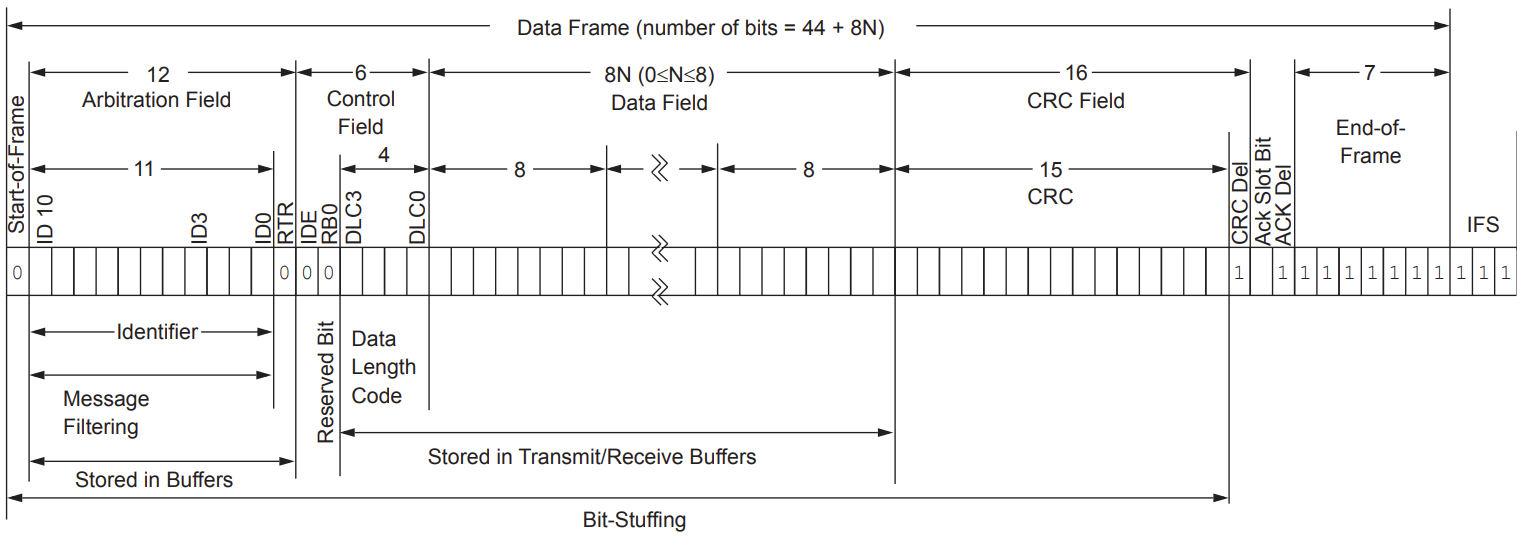 Data Frame (number of bits = 44 + 8N)
12
Arbitration Field
6
Control
Field
8N (0≤N≤8)
Data Field
16
CRC Field
7
End-of-
Frame
Start-of-Frame
11
4
8
8
15
CRC
ID 10
ID3
ID0
RTR
IDE
RB0
DLC3
DLC0
CRC Del
Ack Slot Bit
ACK Del
IFS
0
0
0
0
1
1
1
1
1
1
1
1
1
1
1
1
Identifier
Message
Filtering
Stored in Buffers
Reserved Bit
Data
Length
Code
Stored in Transmit/Receive Buffers
Bit-Stuffing